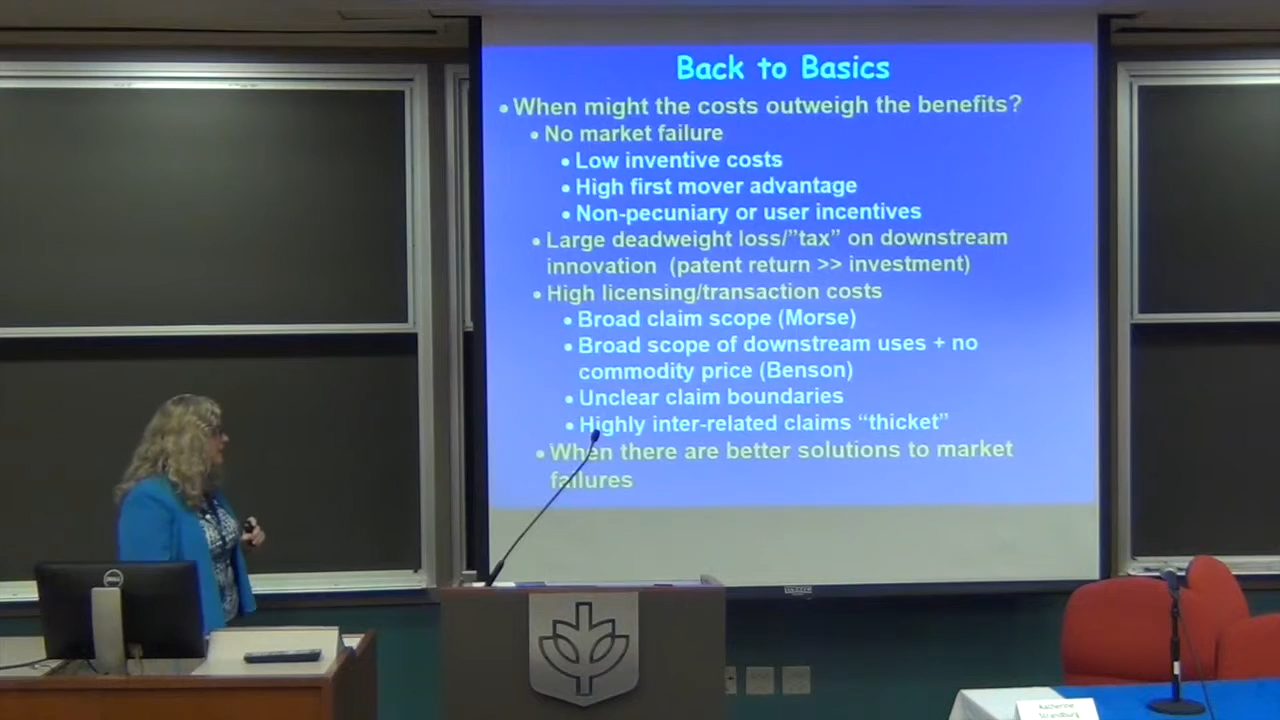 Back to Basics
• When might the costs outweigh the benefits?
• No market failure
• Low inventive costs
• High first mover advantage
• Non-pecuniary or user incentives
• Large deadweight loss/”tax” on downstream
innovation (patent return >> investment)
• High licensing/transaction costs
• Broad claim scope (Morse)
• Broad scope of downstream uses + no
commodity price (Benson)
• Unclear claim boundaries
• Highly inter-related claims “thicket”
• When there are better solutions to market
failures
DELL
Katherine
Strandburg